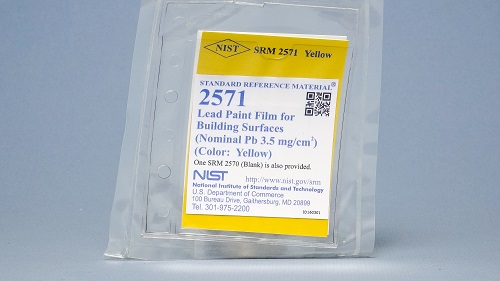 NIST SRM 2571 Yellow
STANDARD REFERENCE MATERIAL®
2571
Lead Paint Film for
Building Surfaces
(Nominal Pb 3.5 mg/cm²)
(Color: Yellow)
One SRM 2570 (Blank) is also provided.
NIST http://www.nist.gov/srm
National Institute of Standards and Technology
U.S. Department of Commerce
100 Bureau Drive, Gaithersburg, MD 20899
Tel. 301-975-2200